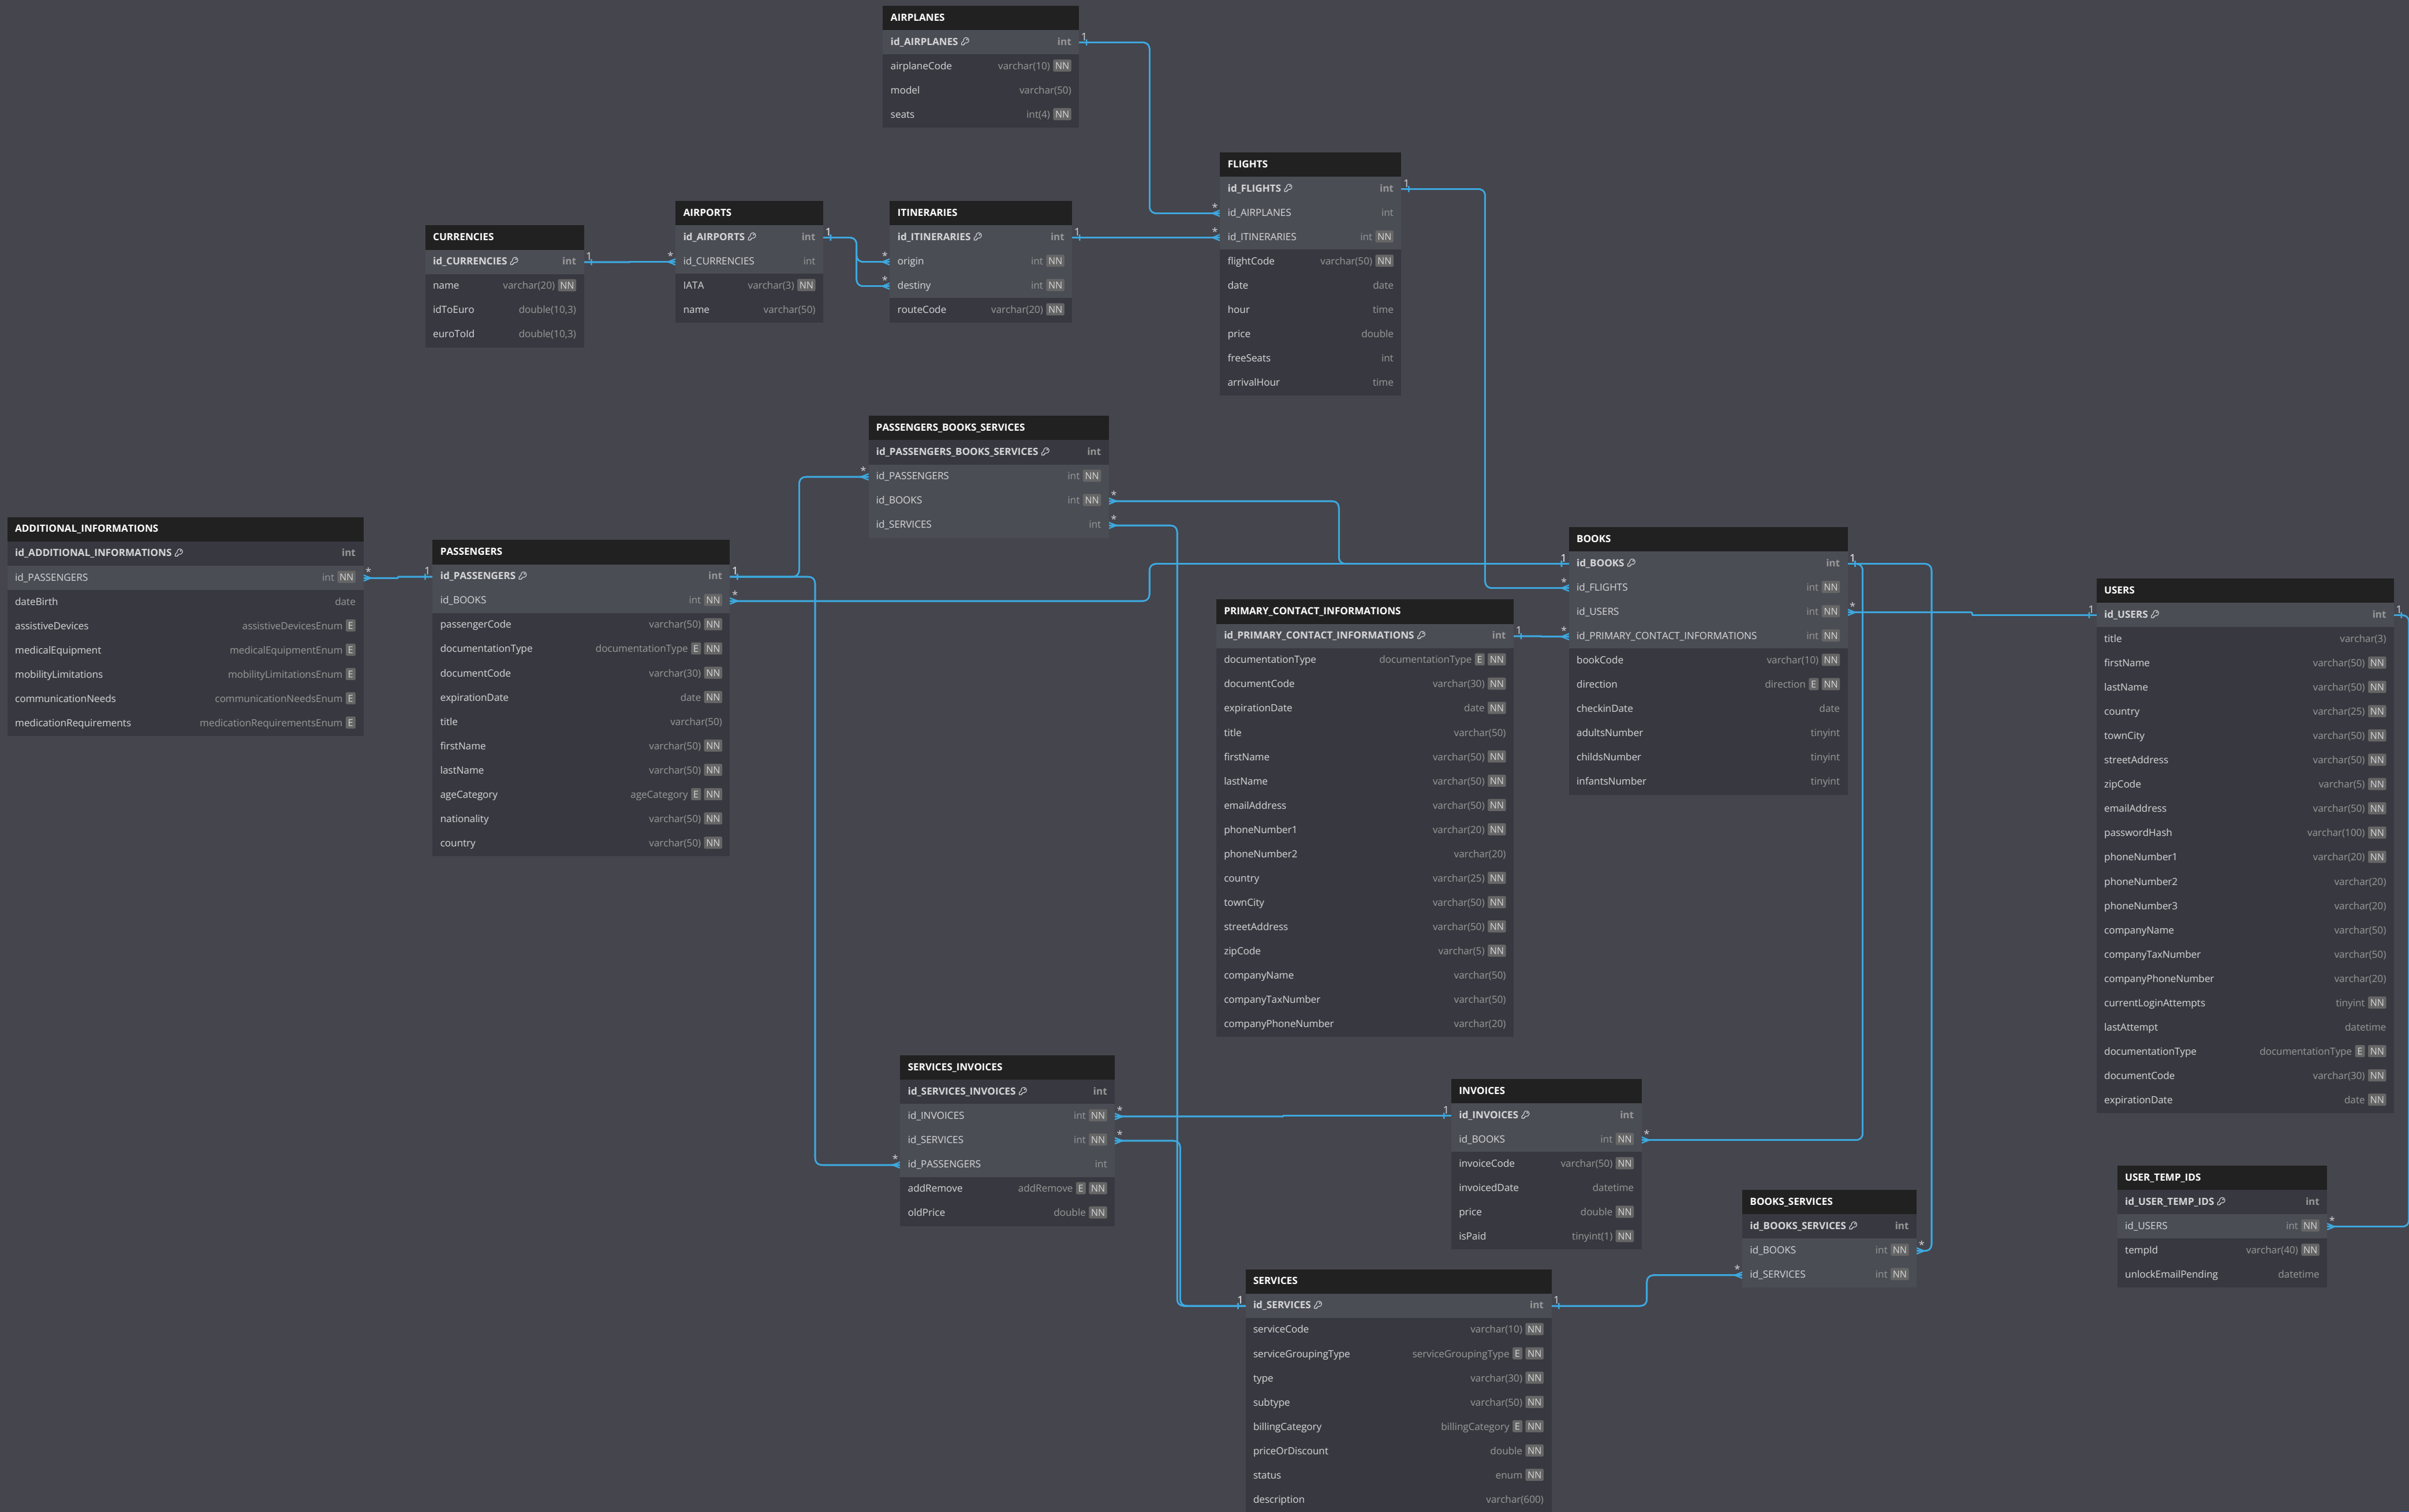 AIRPLANES
id_AIRPLANES int
airplaneCode varchar(10) NN
model varchar(50)
seats int(4) NN
1
FLIGHTS
id_FLIGHTS int
1
* id_AIRPLANES int
* id_ITINERARIES int NN
flightCode varchar(50) NN
date date
hour time
price double
freeSeats int
arrivalHour time
CURRENCIES
id_CURRENCIES int
1
name varchar(20) NN
idToEuro double(10,3)
euroToId double(10,3)
AIRPORTS
id_AIRPORTS int
1
* id_CURRENCIES int
IATA varchar(3) NN
name varchar(50)
ITINERARIES
id_ITINERARIES int
1
* origin int NN
* destiny int NN
routeCode varchar(20) NN
PASSENGERS_BOOKS_SERVICES
id_PASSENGERS_BOOKS_SERVICES int
* id_PASSENGERS int NN
id_BOOKS int NN *
id_SERVICES int *
ADDITIONAL_INFORMATIONS
id_ADDITIONAL_INFORMATIONS int
id_PASSENGERS int NN *
dateBirth date
assistiveDevices assistiveDevicesEnum E
medicalEquipment medicalEquipmentEnum E
mobilityLimitations mobilityLimitationsEnum E
communicationNeeds communicationNeedsEnum E
medicationRequirements medicationRequirementsEnum E
PASSENGERS
1 id_PASSENGERS int 1
id_BOOKS int NN *
passengerCode varchar(50) NN
documentationType documentationType E NN
documentCode varchar(30) NN
expirationDate date NN
title varchar(50)
firstName varchar(50) NN
lastName varchar(50) NN
ageCategory ageCategory E NN
nationality varchar(50) NN
country varchar(50) NN
BOOKS
1 id_BOOKS int 1
* id_FLIGHTS int NN
id_USERS int NN *
* id_PRIMARY_CONTACT_INFORMATIONS int NN
bookCode varchar(10) NN
direction direction E NN
checkinDate date
adultsNumber tinyint
childsNumber tinyint
infantsNumber tinyint
PRIMARY_CONTACT_INFORMATIONS
id_PRIMARY_CONTACT_INFORMATIONS int 1
documentationType documentationType E NN
documentCode varchar(30) NN
expirationDate date NN
title varchar(50)
firstName varchar(50) NN
lastName varchar(50) NN
emailAddress varchar(50) NN
phoneNumber1 varchar(20) NN
phoneNumber2 varchar(20)
country varchar(25) NN
townCity varchar(50) NN
streetAddress varchar(50) NN
zipCode varchar(5) NN
companyName varchar(50)
companyTaxNumber varchar(50)
companyPhoneNumber varchar(20)
USERS
1 id_USERS int 1
title varchar(3)
firstName varchar(50) NN
lastName varchar(50) NN
country varchar(25) NN
townCity varchar(50) NN
streetAddress varchar(50) NN
zipCode varchar(5) NN
emailAddress varchar(50) NN
passwordHash varchar(100) NN
phoneNumber1 varchar(20) NN
phoneNumber2 varchar(20)
phoneNumber3 varchar(20)
companyName varchar(50)
companyTaxNumber varchar(50)
companyPhoneNumber varchar(20)
currentLoginAttempts tinyint NN
lastAttempt datetime
documentationType documentationType E NN
documentCode varchar(30) NN
expirationDate date NN
SERVICES_INVOICES
id_SERVICES_INVOICES int
id_INVOICES int NN *
id_SERVICES int NN *
* id_PASSENGERS int
addRemove addRemove E NN
oldPrice double NN
INVOICES
1 id_INVOICES int
id_BOOKS int NN *
invoiceCode varchar(50) NN
invoicedDate datetime
price double NN
isPaid tinyint(1) NN
BOOKS_SERVICES
id_BOOKS_SERVICES int
id_BOOKS int NN *
* id_SERVICES int NN
USER_TEMP_IDS
id_USER_TEMP_IDS int
id_USERS int NN *
tempId varchar(40) NN
unlockEmailPending datetime
SERVICES
1 id_SERVICES int 1
serviceCode varchar(10) NN
serviceGroupingType serviceGroupingType E NN
type varchar(30) NN
subtype varchar(50) NN
billingCategory billingCategory E NN
priceOrDiscount double NN
status enum NN
description varchar(600)